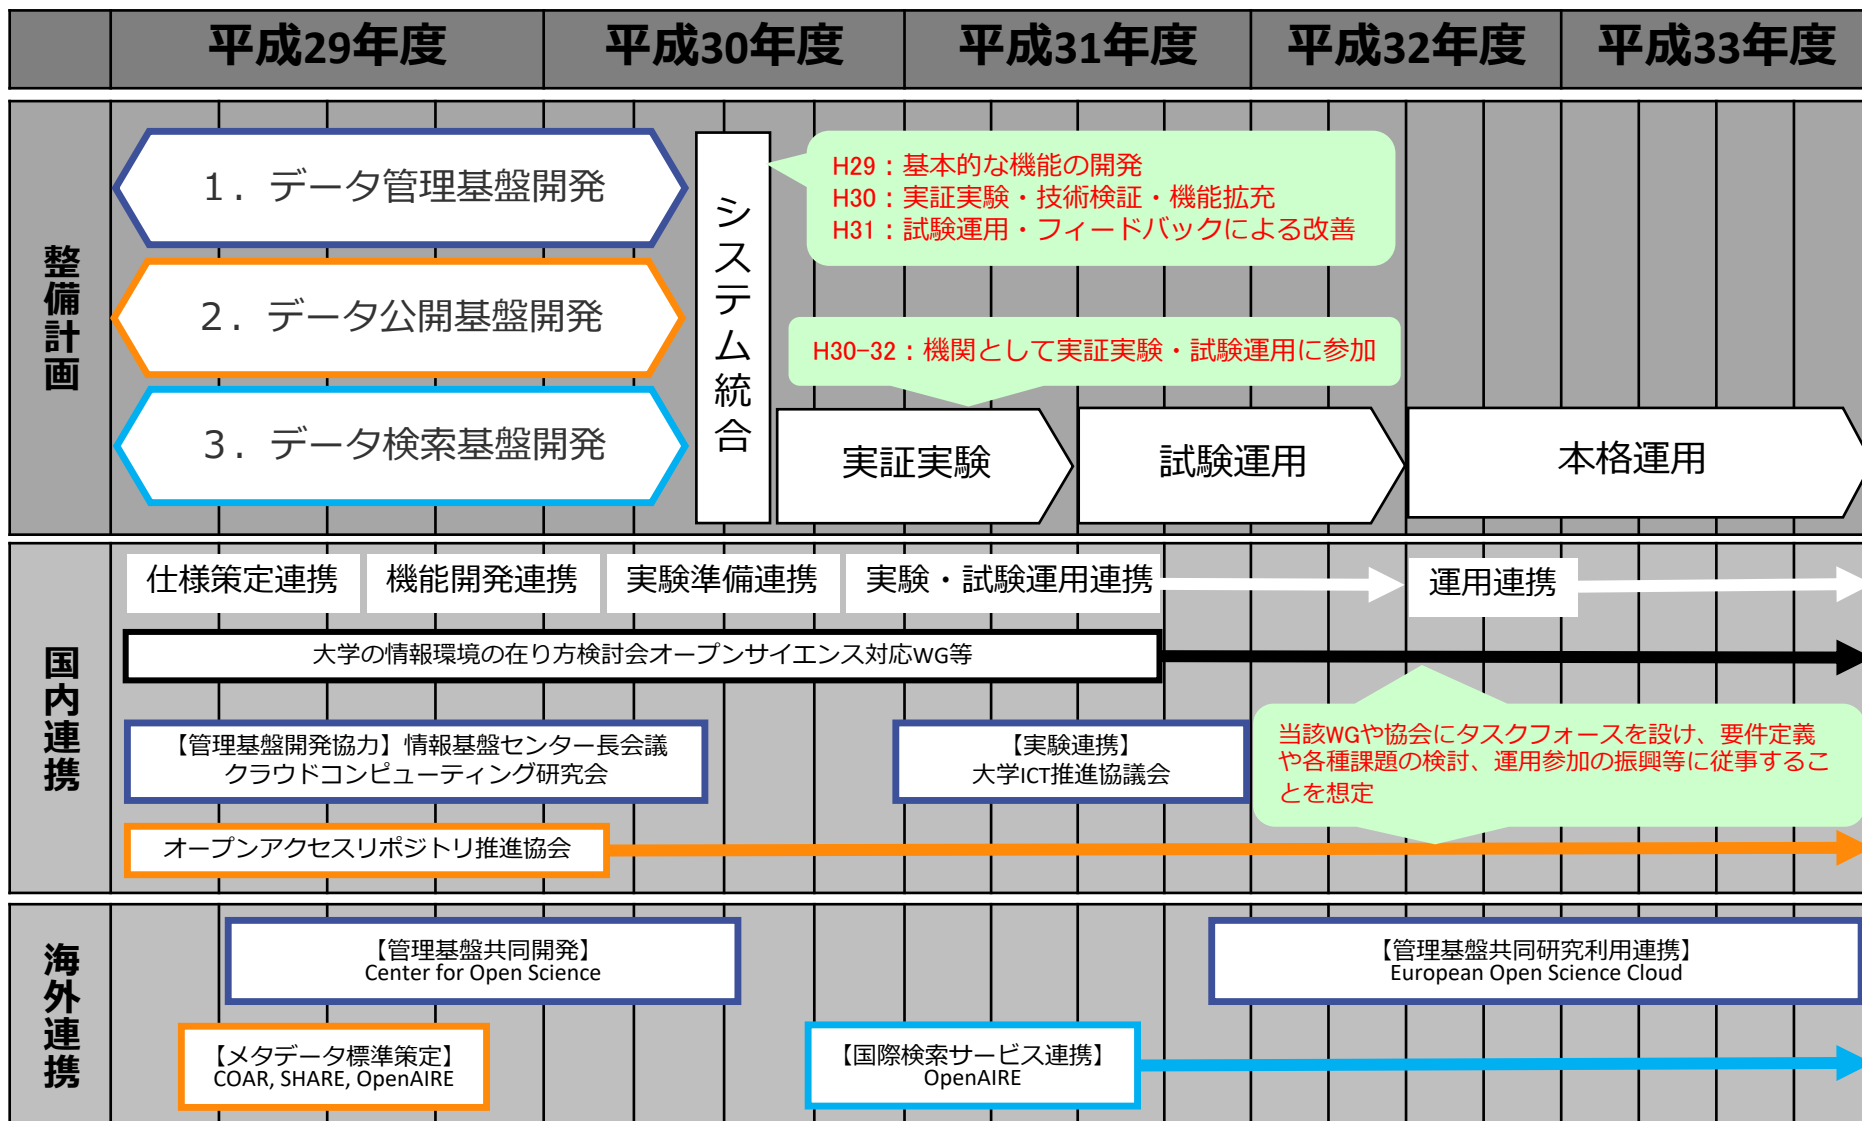 平成29年度
平成30年度
平成31年度
平成32年度
平成33年度
整備計画
１．データ管理基盤開発
２．データ公開基盤開発
３．データ検索基盤開発
システム統合
H29：基本的な機能の開発
H30：実証実験・技術検証・機能拡充
H31：試験運用・フィードバックによる改善
H30-32：機関として実証実験・試験運用に参加
実証実験
試験運用
本格運用
国内連携
仕様策定連携
機能開発連携
実験準備連携
実験・試験運用連携
運用連携
大学の情報環境の在り方検討会オープンサイエンス対応WG等
【管理基盤開発協力】情報基盤センター長会議
クラウドコンピューティング研究会
【実験連携】
大学ICT推進協議会
当該WGや協会にタスクフォースを設け、要件定義
や各種課題の検討、運用参加の振興等に従事するこ
とを想定
オープンアクセスリポジトリ推進協会
海外連携
【管理基盤共同開発】
Center for Open Science
【管理基盤共同研究利用連携】
European Open Science Cloud
【メタデータ標準策定】
COAR, SHARE, OpenAIRE
【国際検索サービス連携】
OpenAIRE